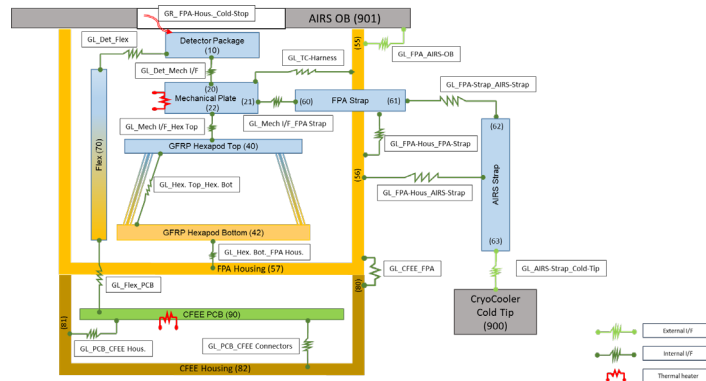 GR_ FPA-Hous._Cold-Stop
AIRS OB (901)
GL_Det_Flex
Detector Package
(10)
(55)
GL_FPA_AIRS-OB
GL_TC-Harness
GL_Det_Mech I/F
(20)
Mechanical Plate
(21)
(22)
(60)
FPA Strap
(61)
GL_FPA-Strap_AIRS-Strap
GL_Mech I/F_Hex Top
GL_Mech I/F_FPA Strap
(62)
GL_FPA-Hous_FPA-Strap
GFRP Hexapod Top (40)
Flex (70)
(56)
AIRS Strap
GL_Hex. Top_Hex. Bot
GL_FPA-Hous_AIRS-Strap
GFRP Hexapod Bottom (42)
(63)
GL_Hex. Bot._FPA Hous.
GL_CFEE_FPA
GL_AIRS-Strap_Cold-Tip
FPA Housing (57)
GL_Flex_PCB
(80)
CryoCooler
Cold Tip
(900)
(81)
CFEE PCB (90)
GL_PCB_CFEE Hous.
GL_PCB_CFEE Connectors
CFEE Housing (82)
External I/F
Internal I/F
Thermal heater